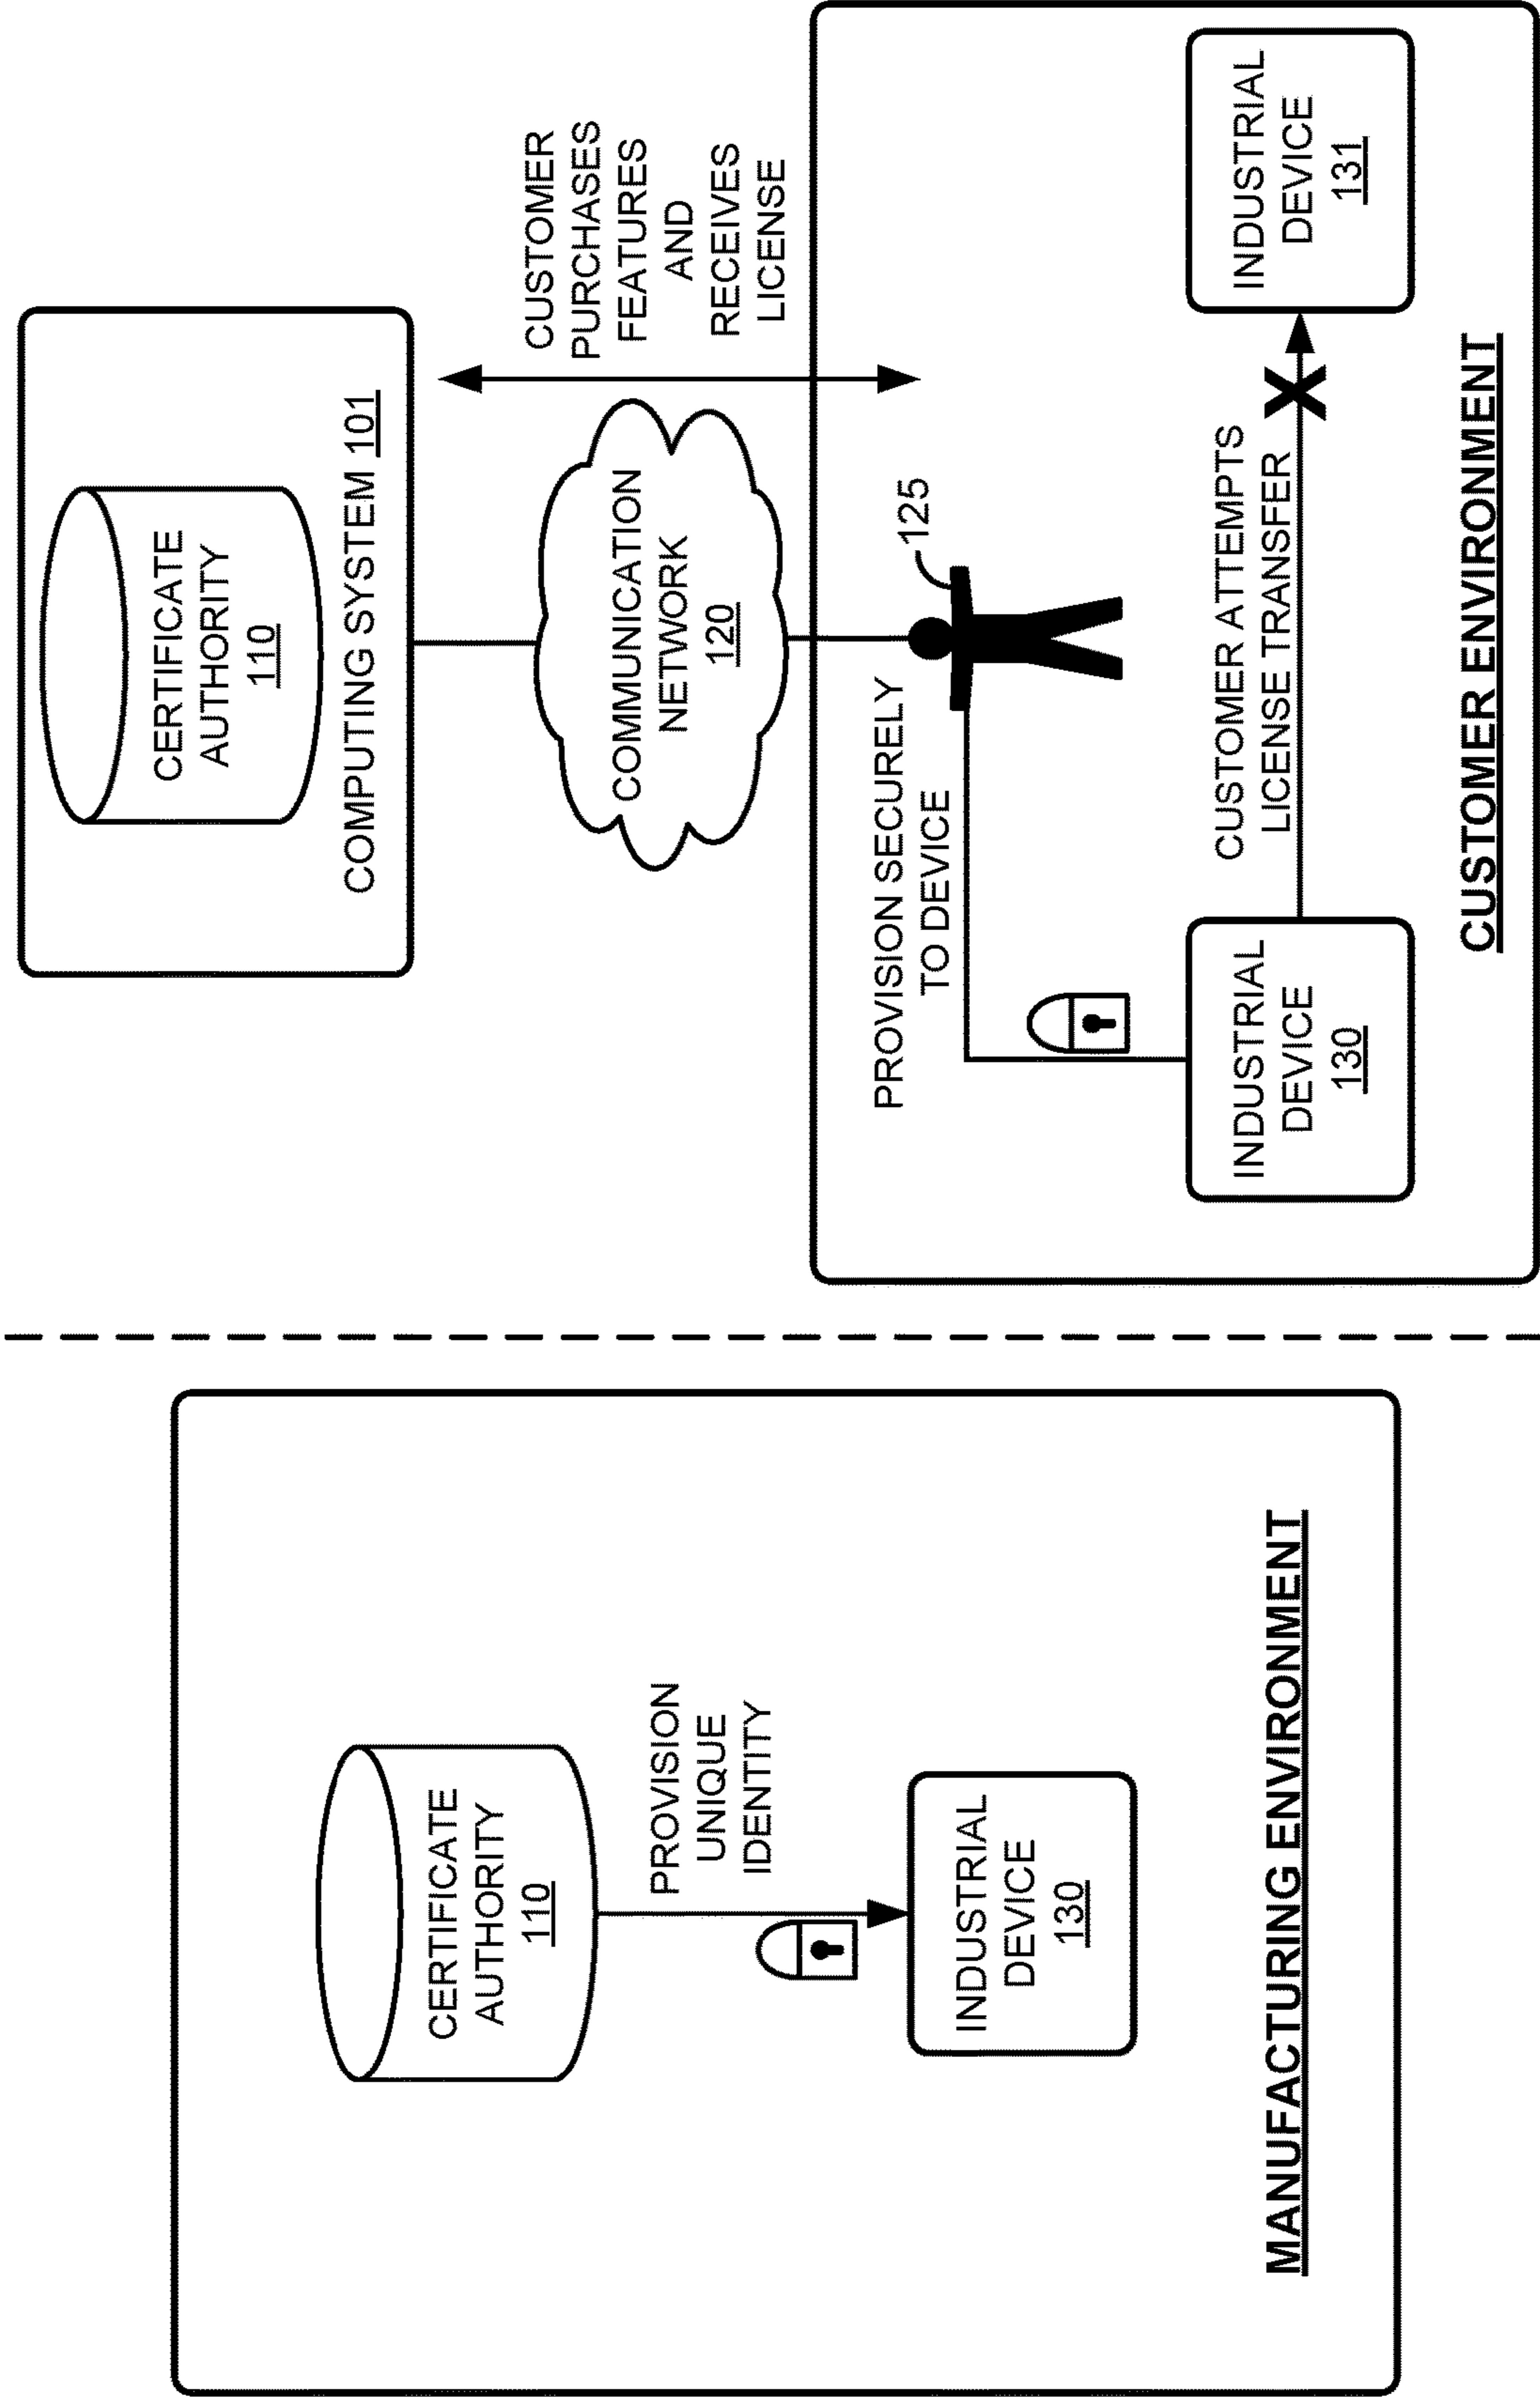 CERTIFICATE
AUTHORITY
110
PROVISION
UNIQUE
IDENTITY
INDUSTRIAL
DEVICE
130
MANUFACTURING ENVIRONMENT
CERTIFICATE
AUTHORITY
110
COMPUTING SYSTEM 101
COMMUNICATION
NETWORK
120
CUSTOMER
PURCHASES
FEATURES
AND
RECEIVES
LICENSE
PROVISION SECURELY
TO DEVICE
125
INDUSTRIAL
DEVICE
130
CUSTOMER ATTEMPTS
LICENSE TRANSFER
X
INDUSTRIAL
DEVICE
131
CUSTOMER ENVIRONMENT